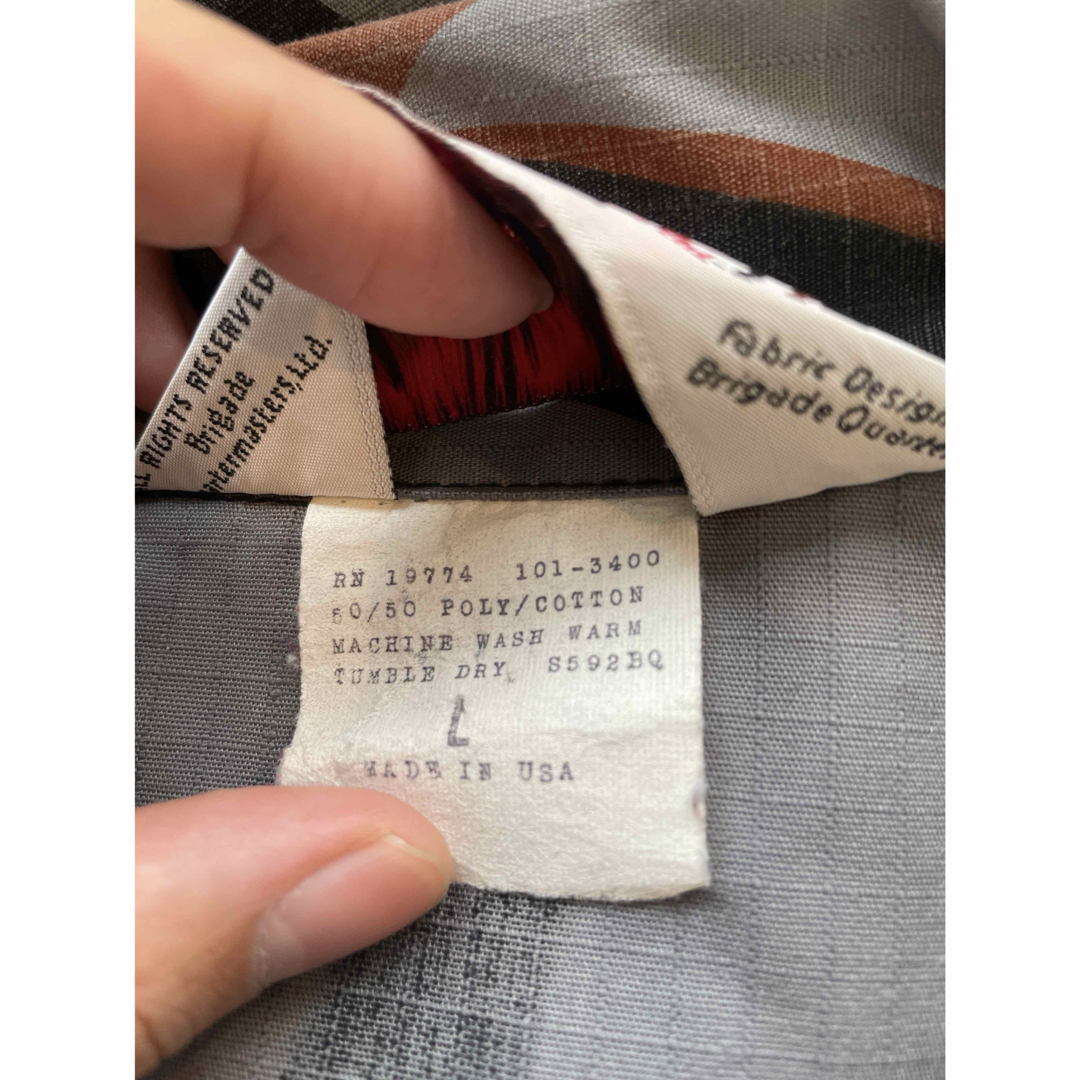 RIGHTS RESERVED
Brigade
rtermasters, Ltd.
Fabric Design
Brigade Quarter
RN 19774 101-3400
50/50 POLY/COTTON
MACHINE WASH WARM
TUMBLE DRY S592BQ
L
MADE IN USA